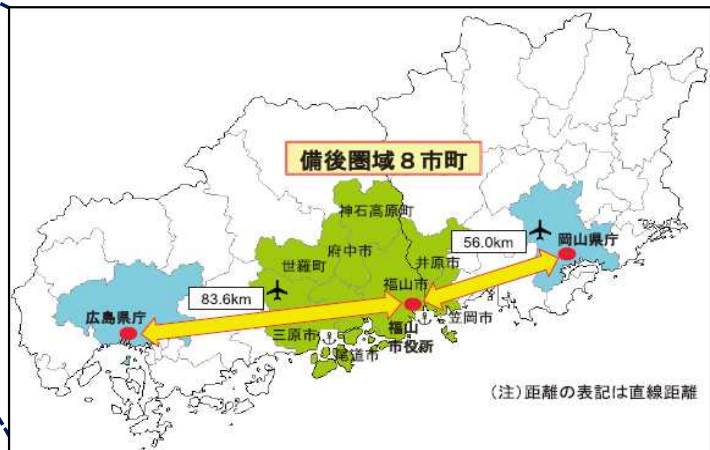 備後圏域8市町
神石高原町
56.0km
岡山県庁
府中市
井原市
世羅町
福山市
83.6km
広島県庁
笠岡市
三原市
福山
市役所
尾道市
(注)距離の表記は直線距離